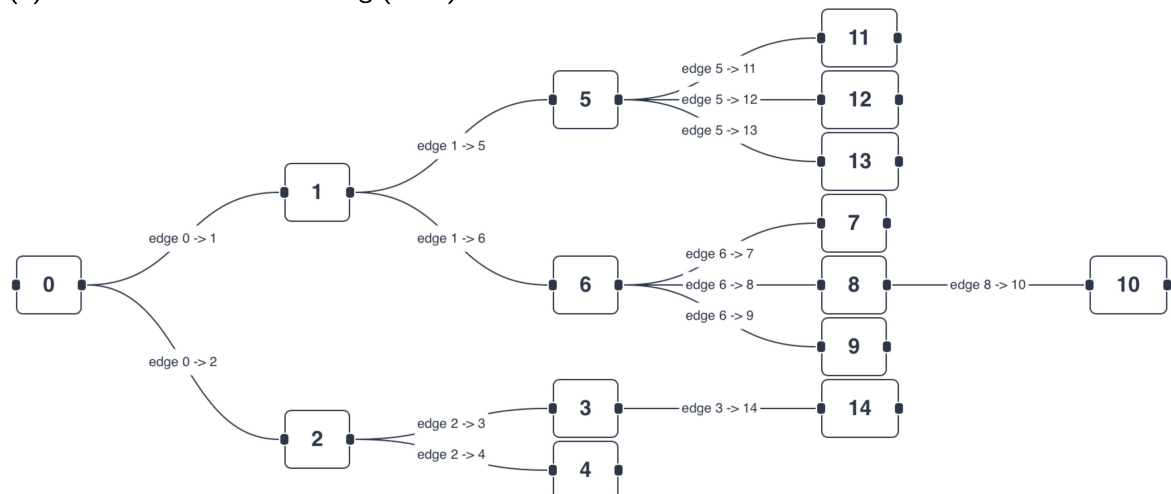 11
edge 5 -> 11
5
edge 5 -> 12
12
edge 1 -> 5
edge 5 -> 13
13
1
edge 0 -> 1
edge 1 -> 6
7
edge 6 -> 7
0
6
edge 6 -> 8
8
edge 8 -> 10
10
edge 6 -> 9
9
edge 0 -> 2
3
edge 3 -> 14
14
2
edge 2 -> 3
edge 2 -> 4
4